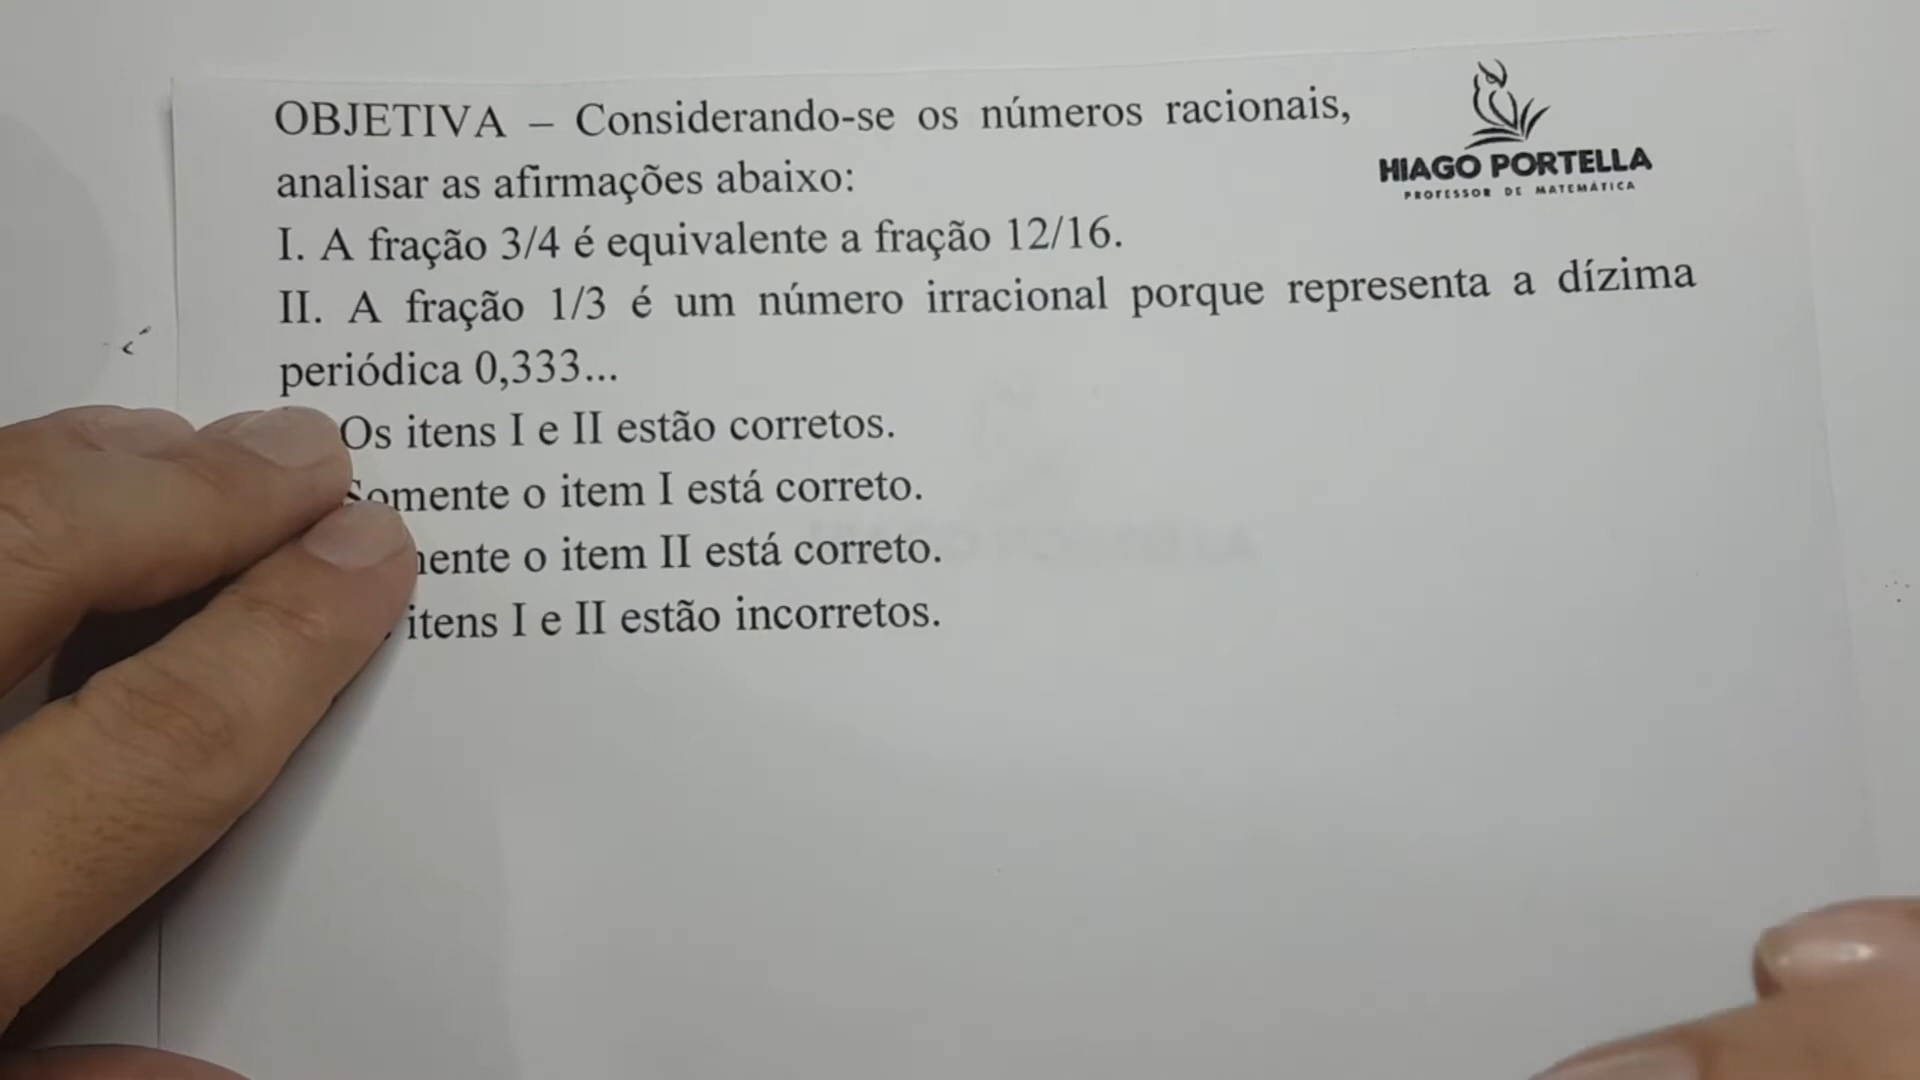 OBJETIVA – Considerando-se os números racionais,
analisar as afirmações abaixo:
I. A fração 3/4 é equivalente a fração 12/16.
II. A fração 1/3 é um número irracional porque representa a dízima
periódica 0,333...
Os itens I e II estão corretos.
Somente o item I está correto.
o item II está correto.
itens I e II estão incorretos.
HIAGO PORTELLA
PROFESSOR DE MATEMÁTICA